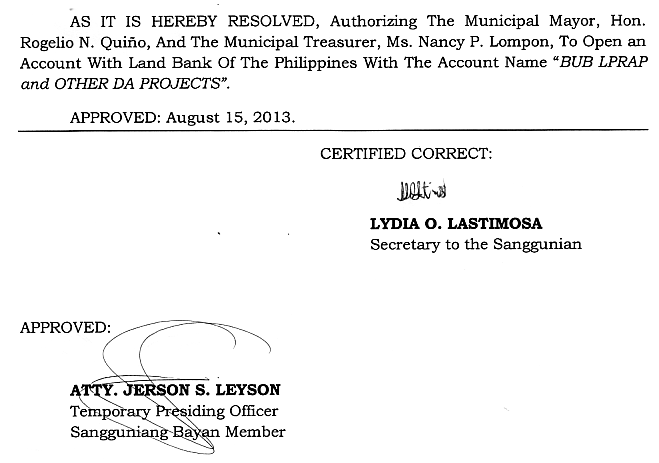 AS IT IS HEREBY RESOLVED, Authorizing The Municipal Mayor, Hon.
Rogelio N. Quiño, And The Municipal Treasurer, Ms. Nancy P. Lompon, To Open an
Account With Land Bank Of The Philippines With The Account Name “BUB LPRAP
and OTHER DA PROJECTS”.
APPROVED: August 15, 2013.
CERTIFIED CORRECT:
LYDIA O. LASTIMOSA
Secretary to the Sanggunian
APPROVED:
ATTY. JERSON S. LEYSON
Temporary Presiding Officer
Sangguniang Bayan Member